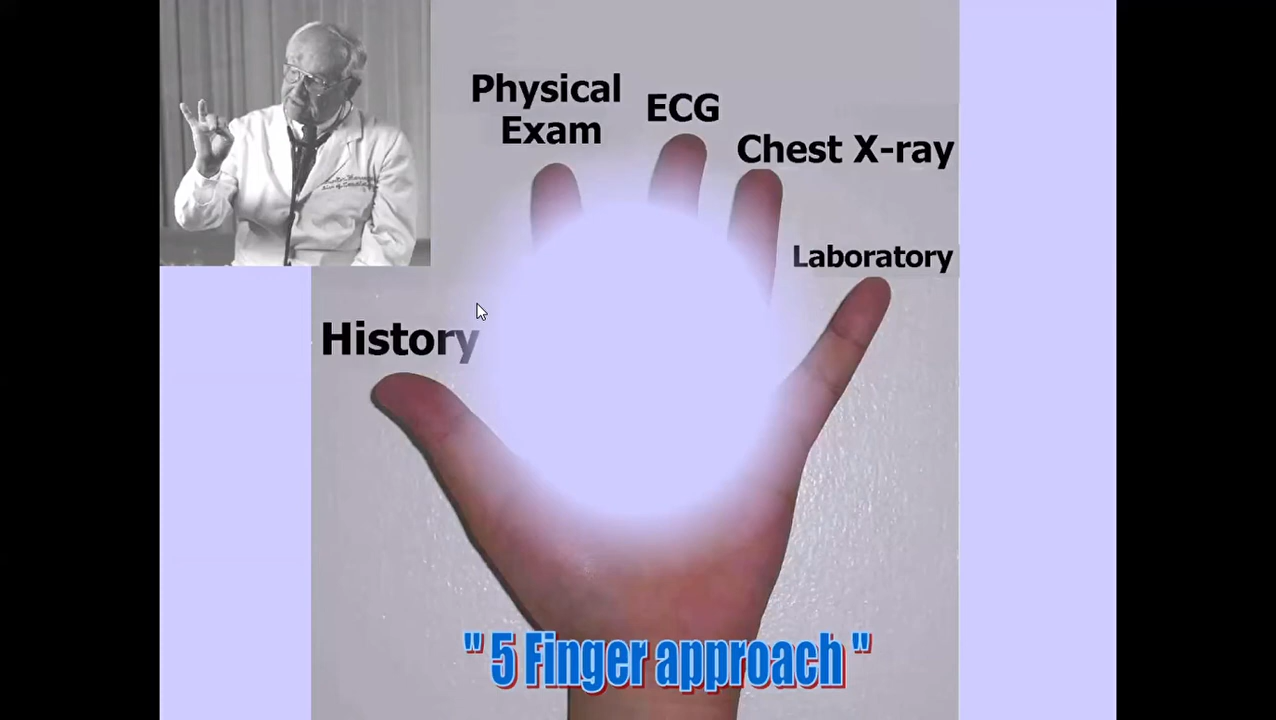 Physical
Exam
ECG
Chest X-ray
Laboratory
History
" 5 Finger approach "